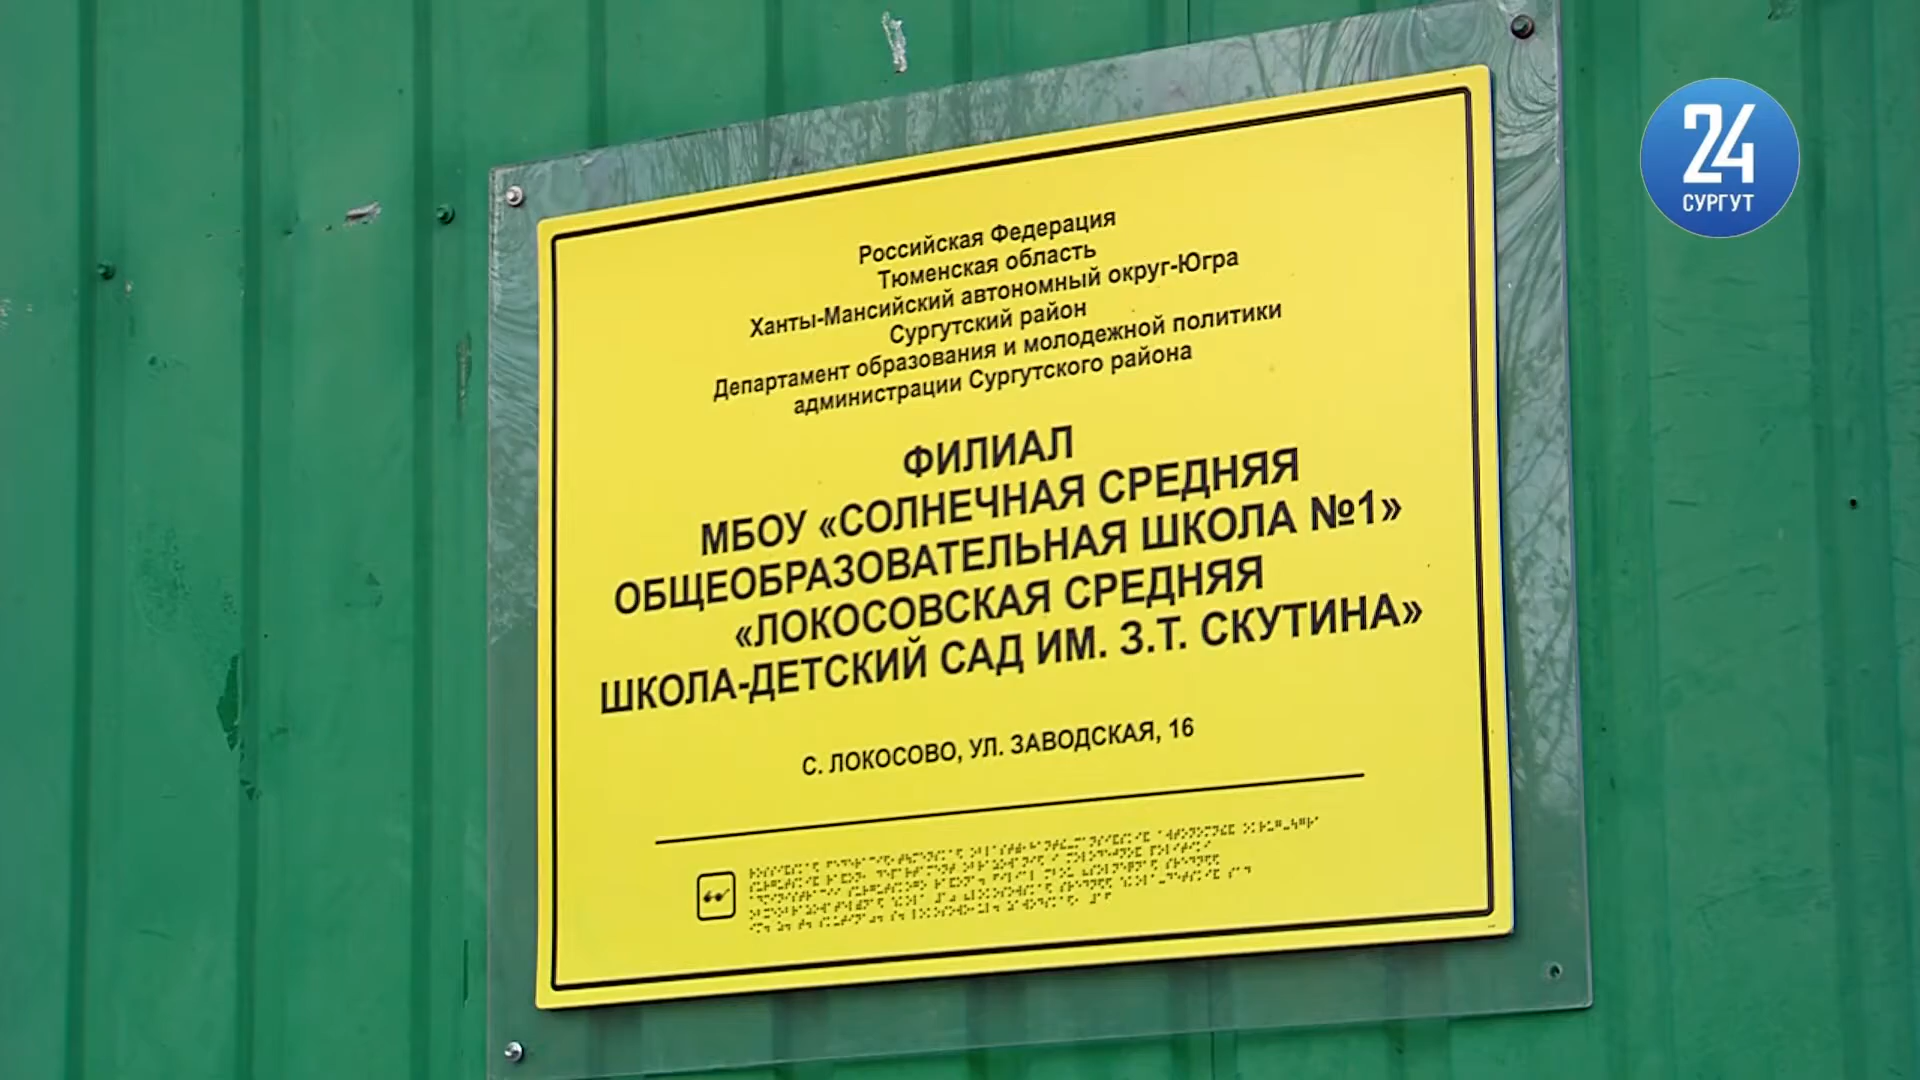 Российская Федерация
Тюменская область
Ханты-Мансийский автономный округ-Югра
Сургутский район
Департамент образования и молодежной политики
администрации Сургутского района
ФИЛИАЛ
МБОУ «СОЛНЕЧНАЯ СРЕДНЯЯ
ОБЩЕОБРАЗОВАТЕЛЬНАЯ ШКОЛА №1»
«ЛОКОСОВСКАЯ СРЕДНЯЯ
ШКОЛА-ДЕТСКИЙ САД ИМ. З.Т. СКУТИНА»
С. ЛОКОСОВО, УЛ. ЗАВОДСКАЯ, 16
24
СУРГУТ